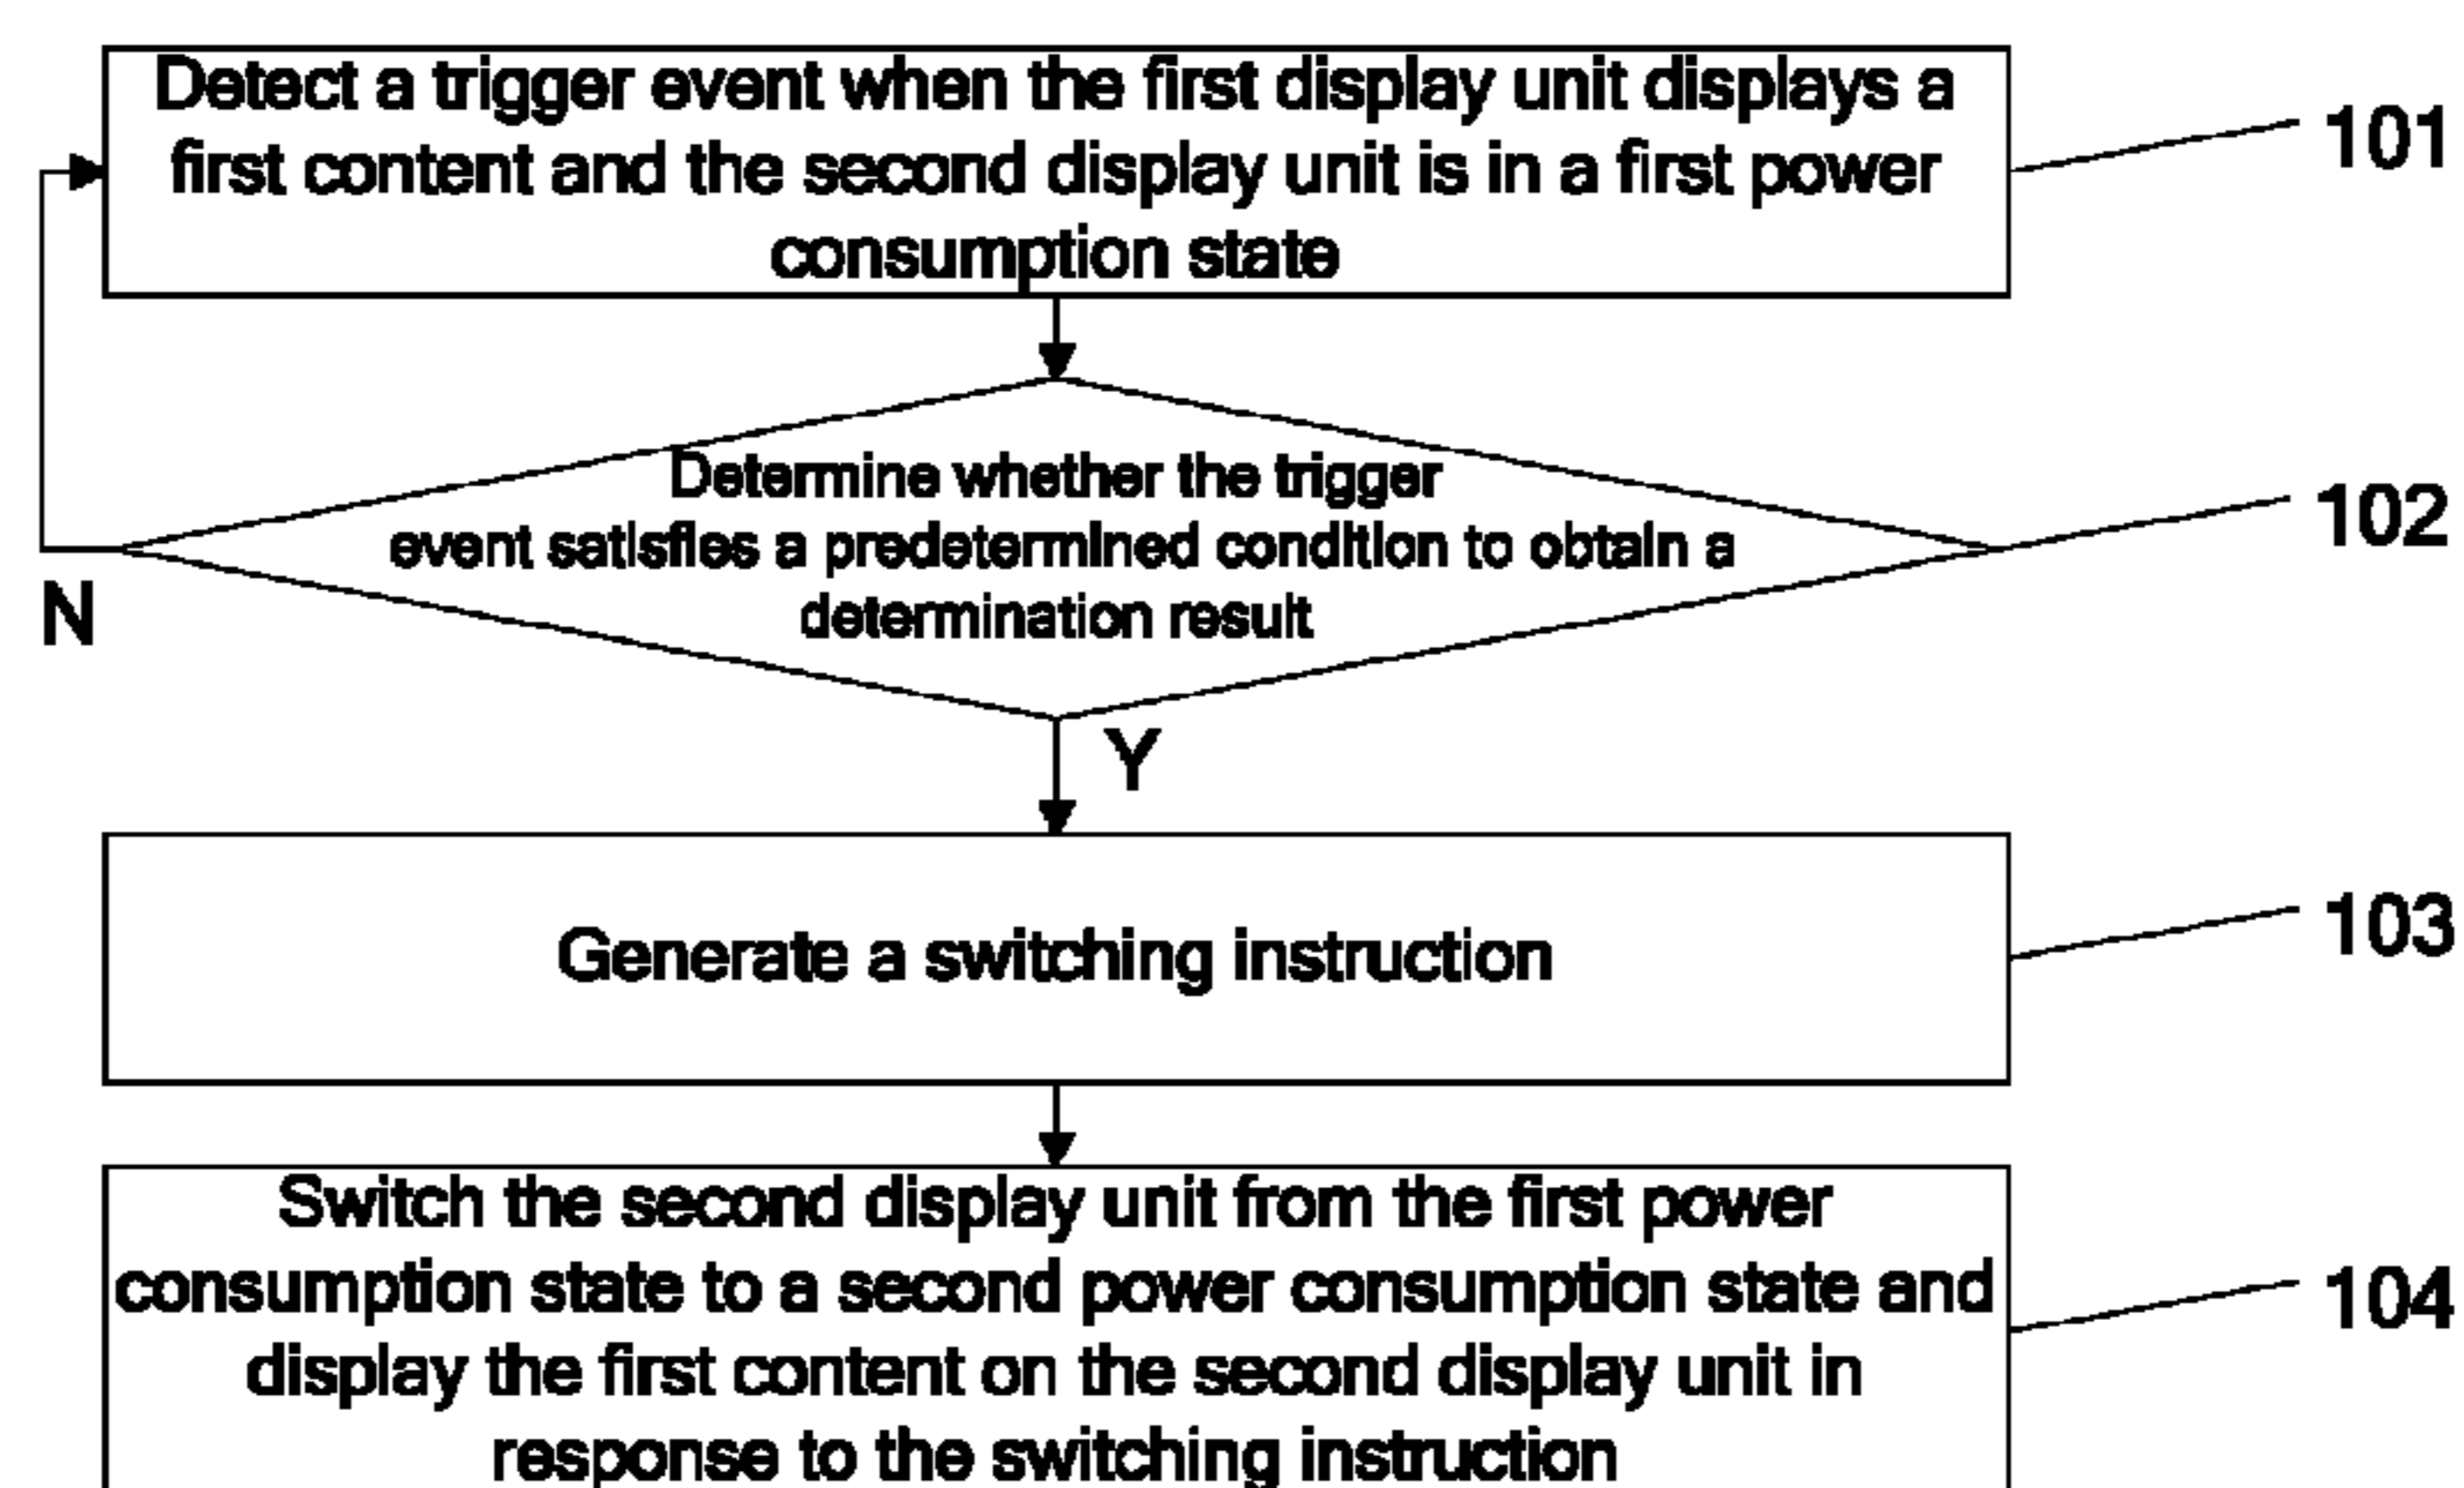 Detect a trigger event when the first display unit displays a
first content and the second display unit is in a first power
consumption state
101
Determine whether the trigger
event satisfies a predetermined condition to obtain a
determination result
102
N
Y
Generate a switching instruction
103
Switch the second display unit from the first power
consumption state to a second power consumption state and
display the first content on the second display unit in
response to the switching instruction
104